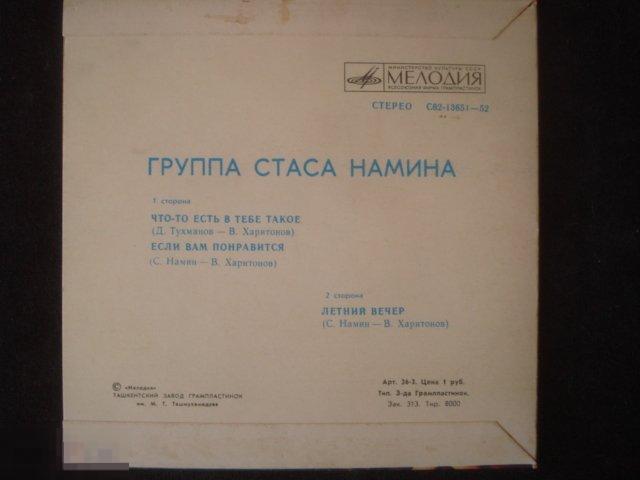 МИНИСТЕРСТВО КУЛЬТУРЫ СССР
МЕЛОДИЯ
ВСЕСОЮЗНАЯ ФИРМА ГРАМПЛАСТИНОК
СТЕРЕО С62-13651—52
ГРУППА СТАСА НАМИНА
1 сторона
ЧТО-ТО ЕСТЬ В ТЕБЕ ТАКОЕ
(Д. Тухманов — В. Харитонов)
ЕСЛИ ВАМ ПОНРАВИТСЯ
(С. Намин — В. Харитонов)
2 сторона
ЛЕТНИЙ ВЕЧЕР
(С. Намин — В. Харитонов)
© «Мелодия»
ТАШКЕНТСКИЙ ЗАВОД ГРАМПЛАСТИНОК
им. М. Т. Ташмухамедова
Арт. 36-3. Цена 1 руб.
Тип. З-да Грампластинок.
Зак. 313. Тир. 8000